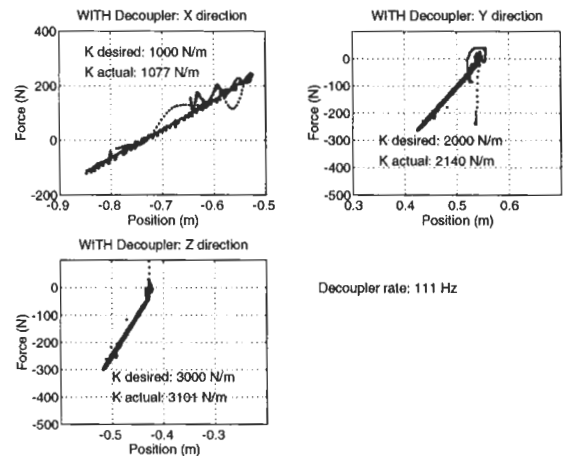 WITH Decoupler: X direction
400
200
0
-200
Force (N)
K desired: 1000 N/m
K actual: 1077 N/m
-0.9
-0.8
-0.7
-0.6
-0.5
Position (m)
WITH Decoupler: Y direction
0
-100
-200
-300
-400
-500
Force (N)
K desired: 2000 N/m
K actual: 2140 N/m
0.3
0.4
0.5
0.6
Position (m)
WITH Decoupler: Z direction
0
-100
-200
-300
-400
-500
Force (N)
K desired: 3000 N/m
K actual: 3101 N/m
-0.5
-0.4
-0.3
Position (m)
Decoupler rate: 111 Hz